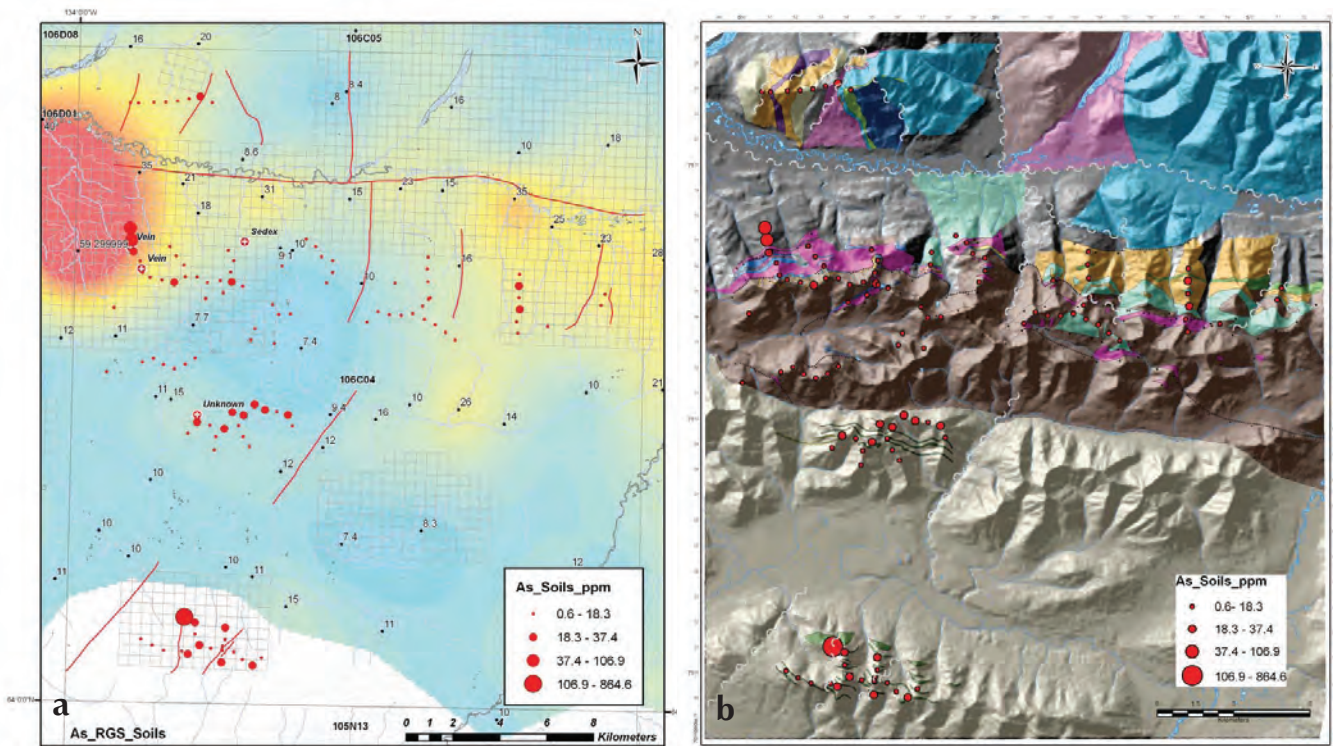 134°00'W
106D08
16
20
106C05
N
8.4
8
16
106D01
40
18
10
8.6
35
21
31
15
23
15
35
18
25
Vein
Sedex
59.299999
10
9.1
23
28
Vein
16
10
7.7
12
11
7.4
106C04
11
15
10
21
Unknown
9.4
10
26
16
14
12
12
10
10
7.4
8.3
10
10
12
11
11
15
11
As_Soils_ppm
0.6 - 18.3
18.3 - 37.4
37.4 - 106.9
106.9 - 864.6
a
105N13
10
As_RGS_Soils
0 1 2 4 6 8
Kilometers
N
As_Soils_ppm
0.6 - 18.3
18.3 - 37.4
37.4 - 106.9
106.9 - 864.6
b
Kilometers